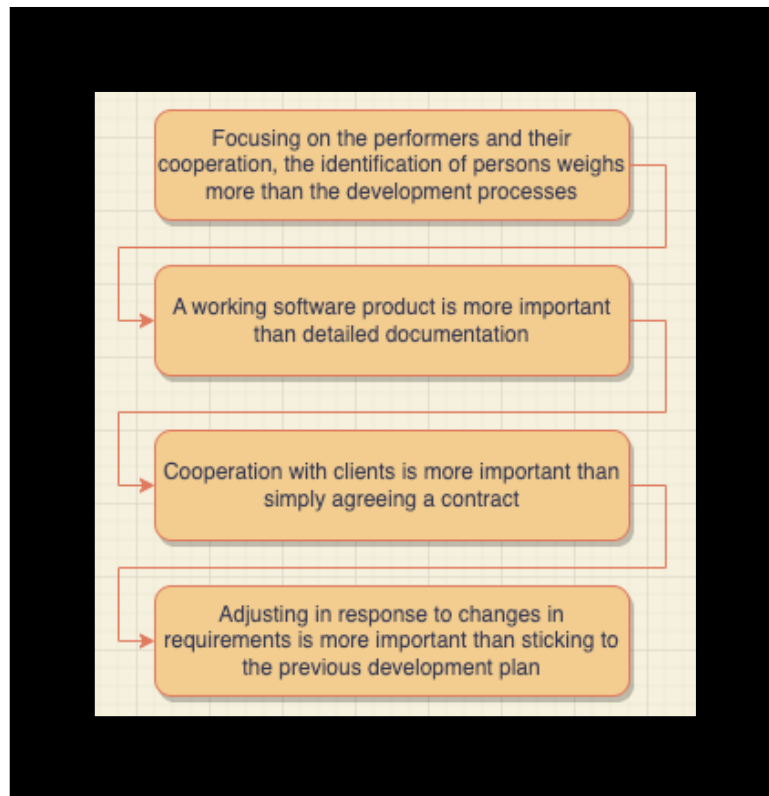 Focusing on the performers and their
cooperation, the identification of persons weighs
more than the development processes
A working software product is more important
than detailed documentation
Cooperation with clients is more important than
simply agreeing a contract
Adjusting in response to changes in
requirements is more important than sticking to
the previous development plan